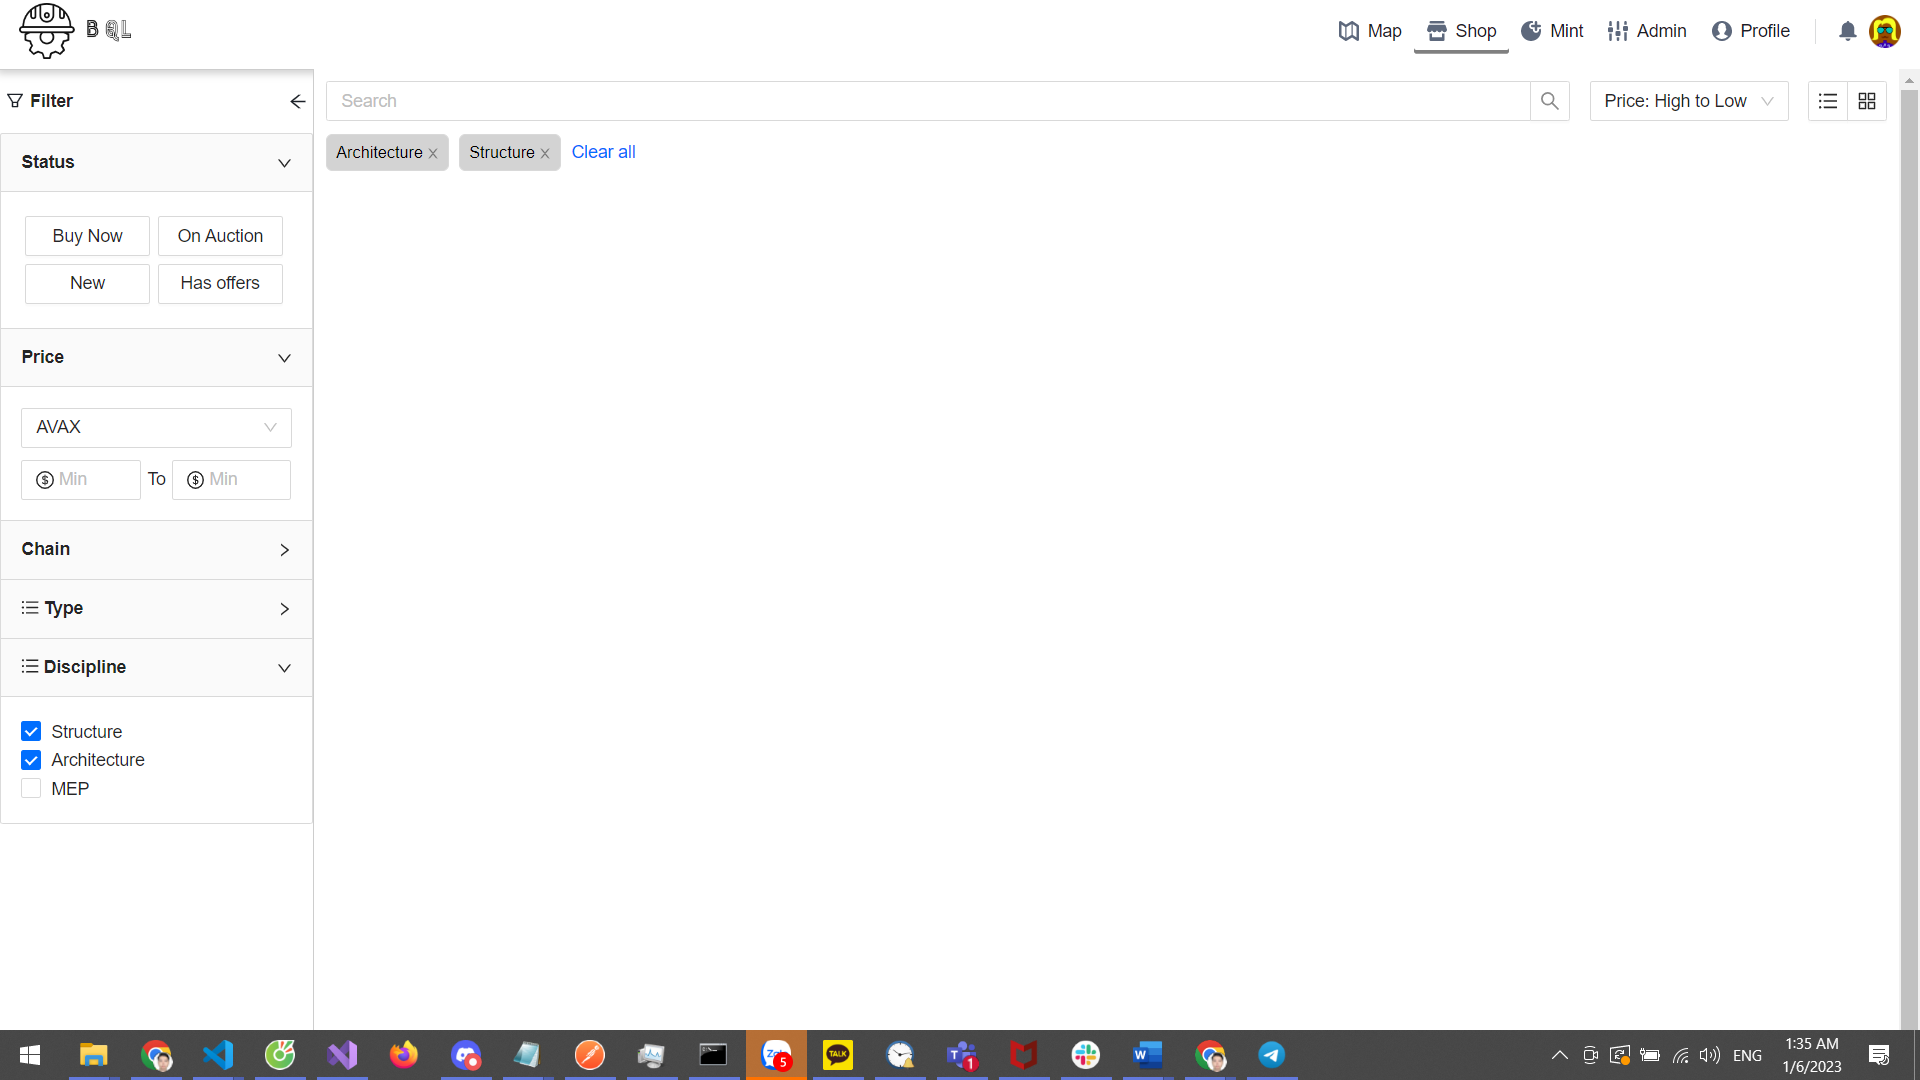 B QL
Map
Shop
Mint
Admin
Profile
Filter
Search
Price: High to Low
Architecture
Structure
Clear all
Status
Buy Now
On Auction
New
Has offers
Price
AVAX
Min To Min
Chain
Type
Discipline
Structure
Architecture
MEP
5
TALK
1
ENG
1:35 AM
1/6/2023